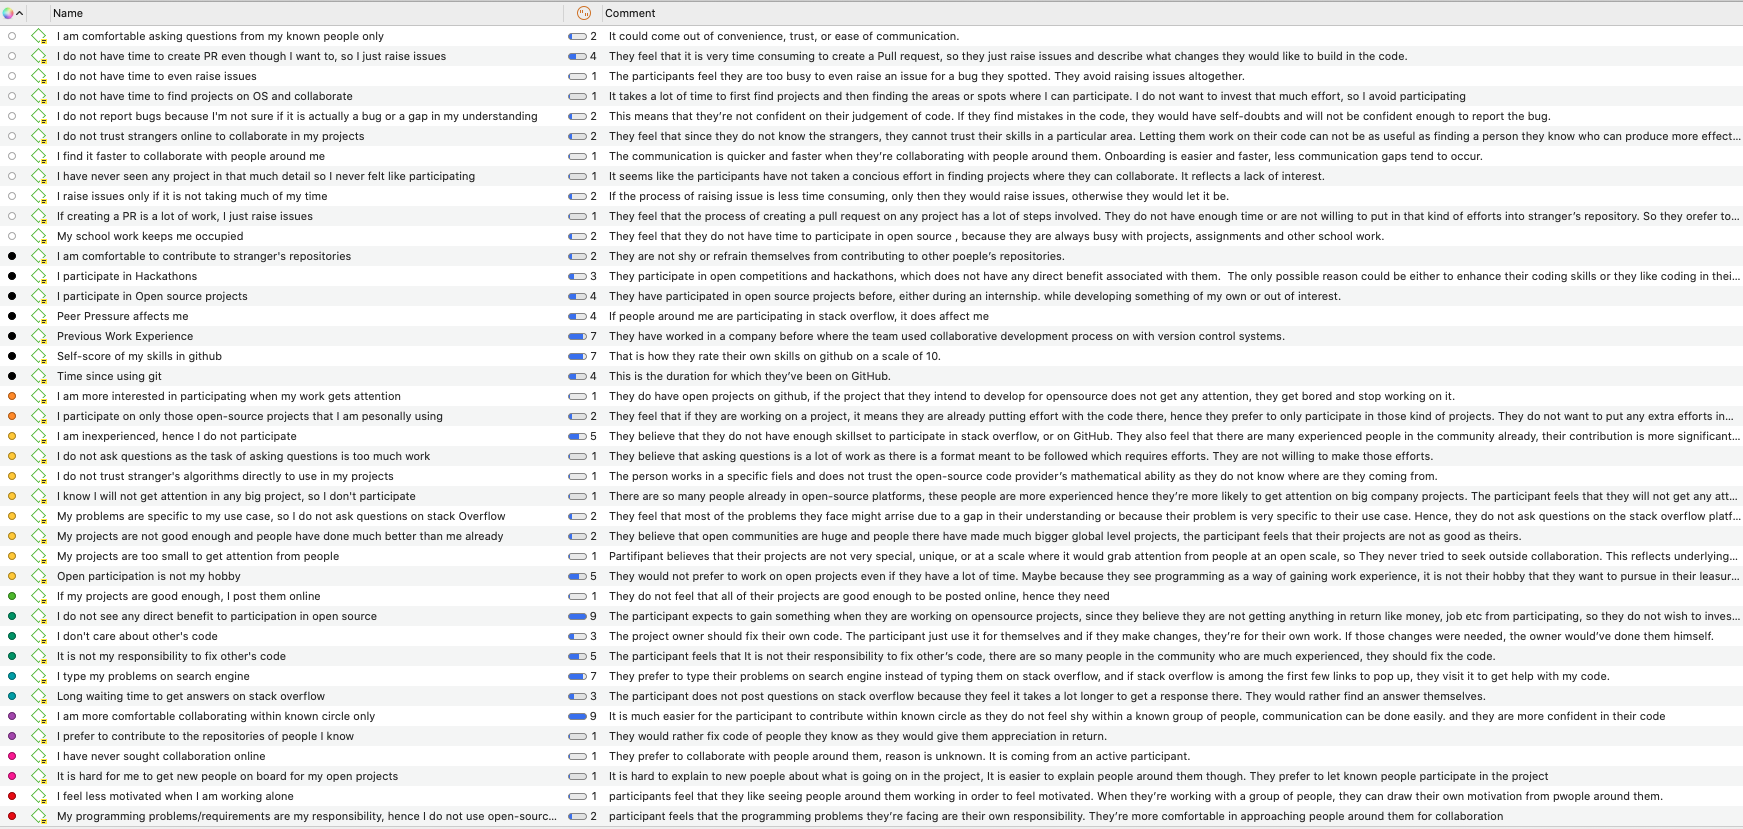 Name Comment
I am comfortable asking questions from my known people only 2 It could come out of convenience, trust, or ease of communication.
I do not have time to create PR even though I want to, so I just raise issues 4 They feel that it is very time consuming to create a Pull request, so they just raise issues and describe what changes they would like to build in the code.
I do not have time to even raise issues 1 The participants feel they are too busy to even raise an issue for a bug they spotted. They avoid raising issues altogether.
I do not have time to find projects on OS and collaborate 1 It takes a lot of time to first find projects and then finding the areas or spots where I can participate. I do not want to invest that much effort, so I avoid participating
I do not report bugs because I'm not sure if it is actually a bug or a gap in my understanding 2 This means that they're not confident on their judgement of code. If they find mistakes in the code, they would have self-doubts and will not be confident enough to report the bug.
I do not trust strangers online to collaborate in my projects 2 They feel that since they do not know the strangers, they cannot trust their skills in a particular area. Letting them work on their code can not be as useful as finding a person they know who can produce more effect...
I find it faster to collaborate with people around me 1 The communication is quicker and faster when they're collaborating with people around them. Onboarding is easier and faster, less communication gaps tend to occur.
I have never seen any project in that much detail so I never felt like participating 1 It seems like the participants have not taken a concious effort in finding projects where they can collaborate. It reflects a lack of interest.
I raise issues only if it is not taking much of my time 2 If the process of raising issue is less time consuming, only then they would raise issues, otherwise they would let it be.
If creating a PR is a lot of work, I just raise issues 1 They feel that the process of creating a pull request on any project has a lot of steps involved. They do not have enough time or are not willing to put in that kind of efforts into stranger's repository. So they orefer to...
My school work keeps me occupied 2 They feel that they do not have time to participate in open source , because they are always busy with projects, assignments and other school work.
I am comfortable to contribute to stranger's repositories 2 They are not shy or refrain themselves from contributing to other poeple's repositories.
I participate in Hackathons 3 They participate in open competitions and hackathons, which does not have any direct benefit associated with them. The only possible reason could be either to enhance their coding skills or they like coding in thei...
I participate in Open source projects 4 They have participated in open source projects before, either during an internship. while developing something of my own or out of interest.
Peer Pressure affects me 4 If people around me are participating in stack overflow, it does affect me
Previous Work Experience 7 They have worked in a company before where the team used collaborative development process on with version control systems.
Self-score of my skills in github 7 That is how they rate their own skills on github on a scale of 10.
Time since using git 4 This is the duration for which they've been on GitHub.
I am more interested in participating when my work gets attention 1 They do have open projects on github, if the project that they intend to develop for opensource does not get any attention, they get bored and stop working on it.
I participate on only those open-source projects that I am pesonally using 2 They feel that if they are working on a project, it means they are already putting effort with the code there, hence they prefer to only participate in those kind of projects. They do not want to put any extra efforts in...
I am inexperienced, hence I do not participate 5 They believe that they do not have enough skillset to participate in stack overflow, or on GitHub. They also feel that there are many experienced people in the community already, their contribution is more significant...
I do not ask questions as the task of asking questions is too much work 1 They believe that asking questions is a lot of work as there is a format meant to be followed which requires efforts. They are not willing to make those efforts.
I do not trust stranger's algorithms directly to use in my projects 1 The person works in a specific fiels and does not trust the open-source code provider's mathematical ability as they do not know where are they coming from.
I know I will not get attention in any big project, so I don't participate 1 There are so many people already in open-source platforms, these people are more experienced hence they're more likely to get attention on big company projects. The participant feels that they will not get any att...
My problems are specific to my use case, so I do not ask questions on stack Overflow 2 They feel that most of the problems they face might arrise due to a gap in their understanding or because their problem is very specific to their use case. Hence, they do not ask questions on the stack overflow platf...
My projects are not good enough and people have done much better than me already 2 They believe that open communities are huge and people there have made much bigger global level projects, the participant feels that their projects are not as good as theirs.
My projects are too small to get attention from people 1 Partifipant believes that their projects are not very special, unique, or at a scale where it would grab attention from people at an open scale, so They never tried to seek outside collaboration. This reflects underlying...
Open participation is not my hobby 5 They would not prefer to work on open projects even if they have a lot of time. Maybe because they see programming as a way of gaining work experience, it is not their hobby that they want to pursue in their leasur...
If my projects are good enough, I post them online 1 They do not feel that all of their projects are good enough to be posted online, hence they need
I do not see any direct benefit to participation in open source 9 The participant expects to gain something when they are working on opensource projects, since they believe they are not getting anything in return like money, job etc from participating, so they do not wish to inves...
I don't care about other's code 3 The project owner should fix their own code. The participant just use it for themselves and if they make changes, they're for their own work. If those changes were needed, the owner would've done them himself.
It is not my responsibility to fix other's code 5 The participant feels that It is not their responsibility to fix other's code, there are so many people in the community who are much experienced, they should fix the code.
I type my problems on search engine 7 They prefer to type their problems on search engine instead of typing them on stack overflow, and if stack overflow is among the first few links to pop up, they visit it to get help with my code.
Long waiting time to get answers on stack overflow 3 The participant does not post questions on stack overflow because they feel it takes a lot longer to get a response there. They would rather find an answer themselves.
I am more comfortable collaborating within known circle only 9 It is much easier for the participant to contribute within known circle as they do not feel shy within a known group of people, communication can be done easily. and they are more confident in their code
I prefer to contribute to the repositories of people I know 1 They would rather fix code of people they know as they would give them appreciation in return.
I have never sought collaboration online 1 They prefer to collaborate with people around them, reason is unknown. It is coming from an active participant.
It is hard for me to get new people on board for my open projects 1 It is hard to explain to new poeple about what is going on in the project, It is easier to explain people around them though. They prefer to let known people participate in the project
I feel less motivated when I am working alone 1 participants feel that they like seeing people around them working in order to feel motivated. When they're working with a group of people, they can draw their own motivation from pwople around them.
My programming problems/requirements are my responsibility, hence I do not use open-sourc... 2 participant feels that the programming problems they're facing are their own responsibility. They're more comfortable in approaching people around them for collaboration